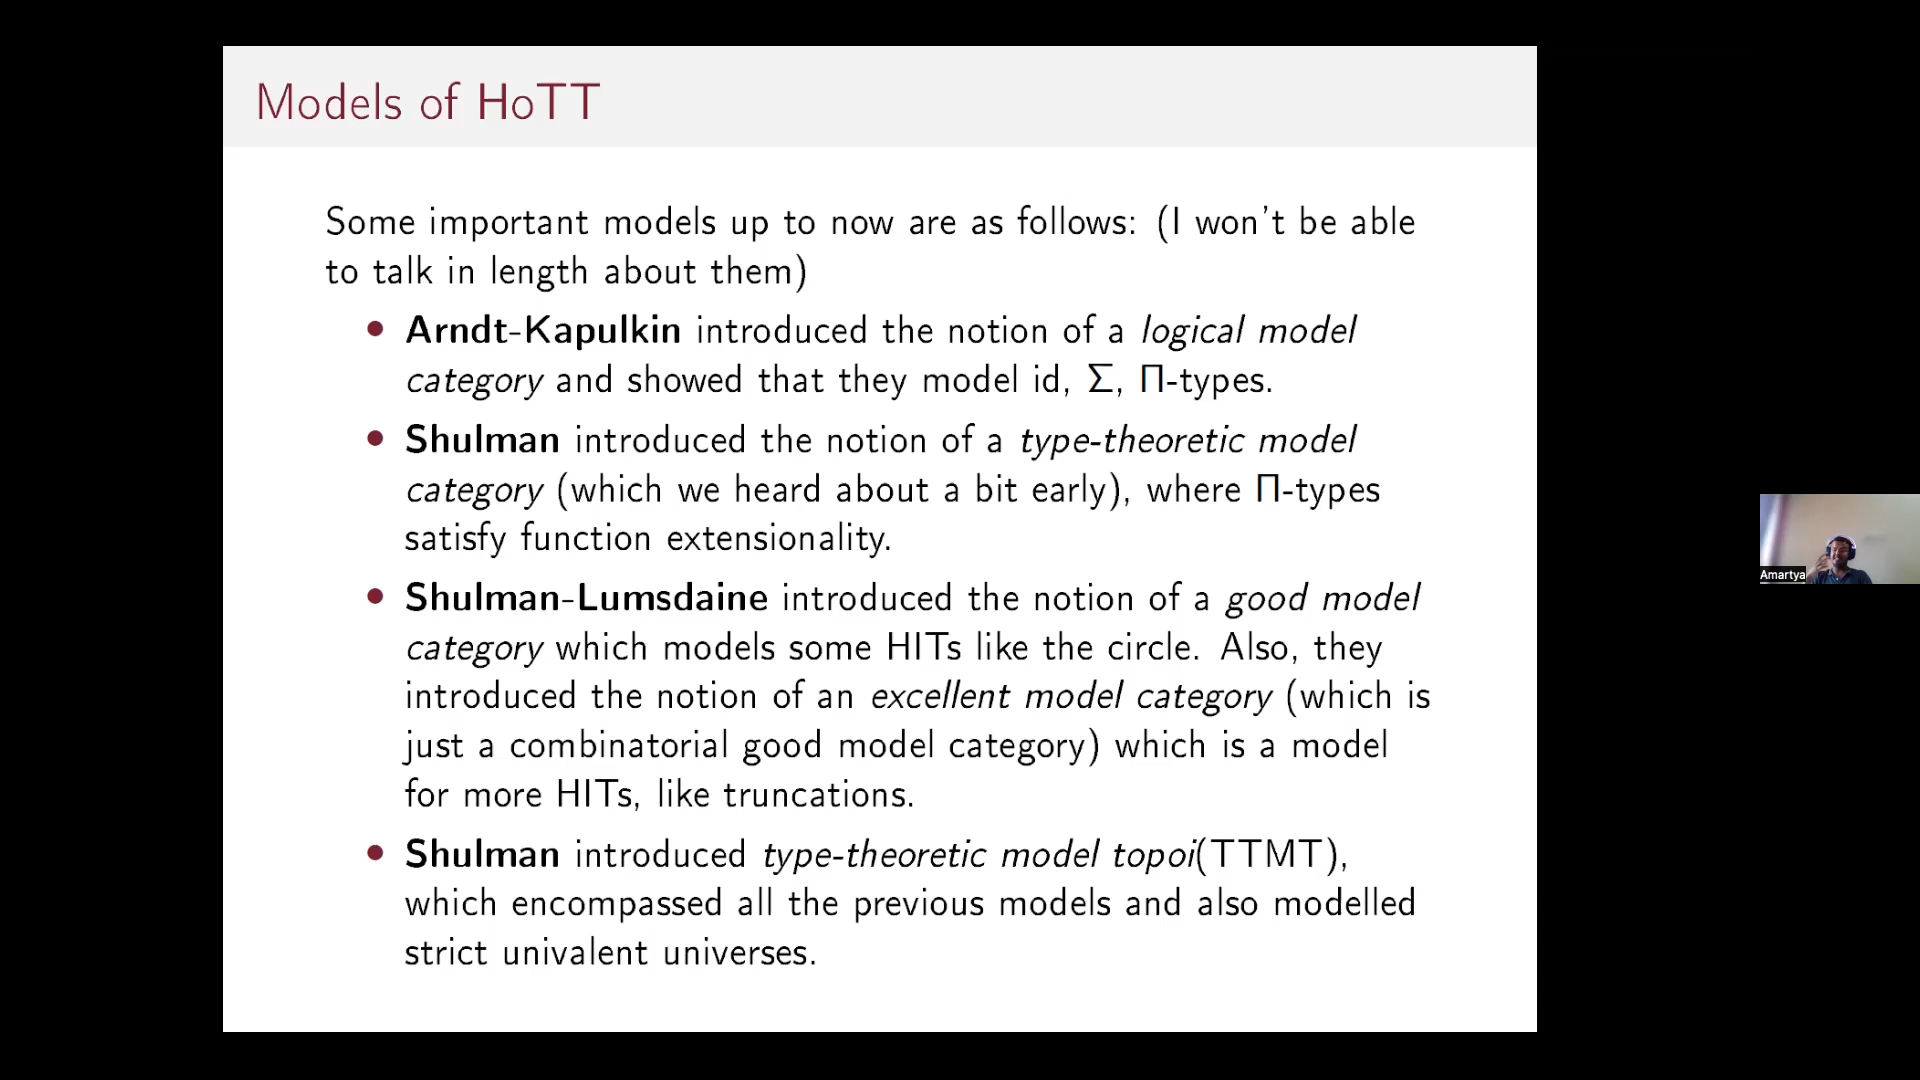 Models of HoTT
Some important models up to now are as follows: (I won't be able
to talk in length about them)
• Arndt-Kapulkin introduced the notion of a logical model
category and showed that they model id, Σ, Π-types.
• Shulman introduced the notion of a type-theoretic model
category (which we heard about a bit early), where Π-types
satisfy function extensionality.
• Shulman-Lumsdaine introduced the notion of a good model
category which models some HITs like the circle. Also, they
introduced the notion of an excellent model category (which is
just a combinatorial good model category) which is a model
for more HITs, like truncations.
• Shulman introduced type-theoretic model topoi(TTMT),
which encompassed all the previous models and also modelled
strict univalent universes.
Amartya